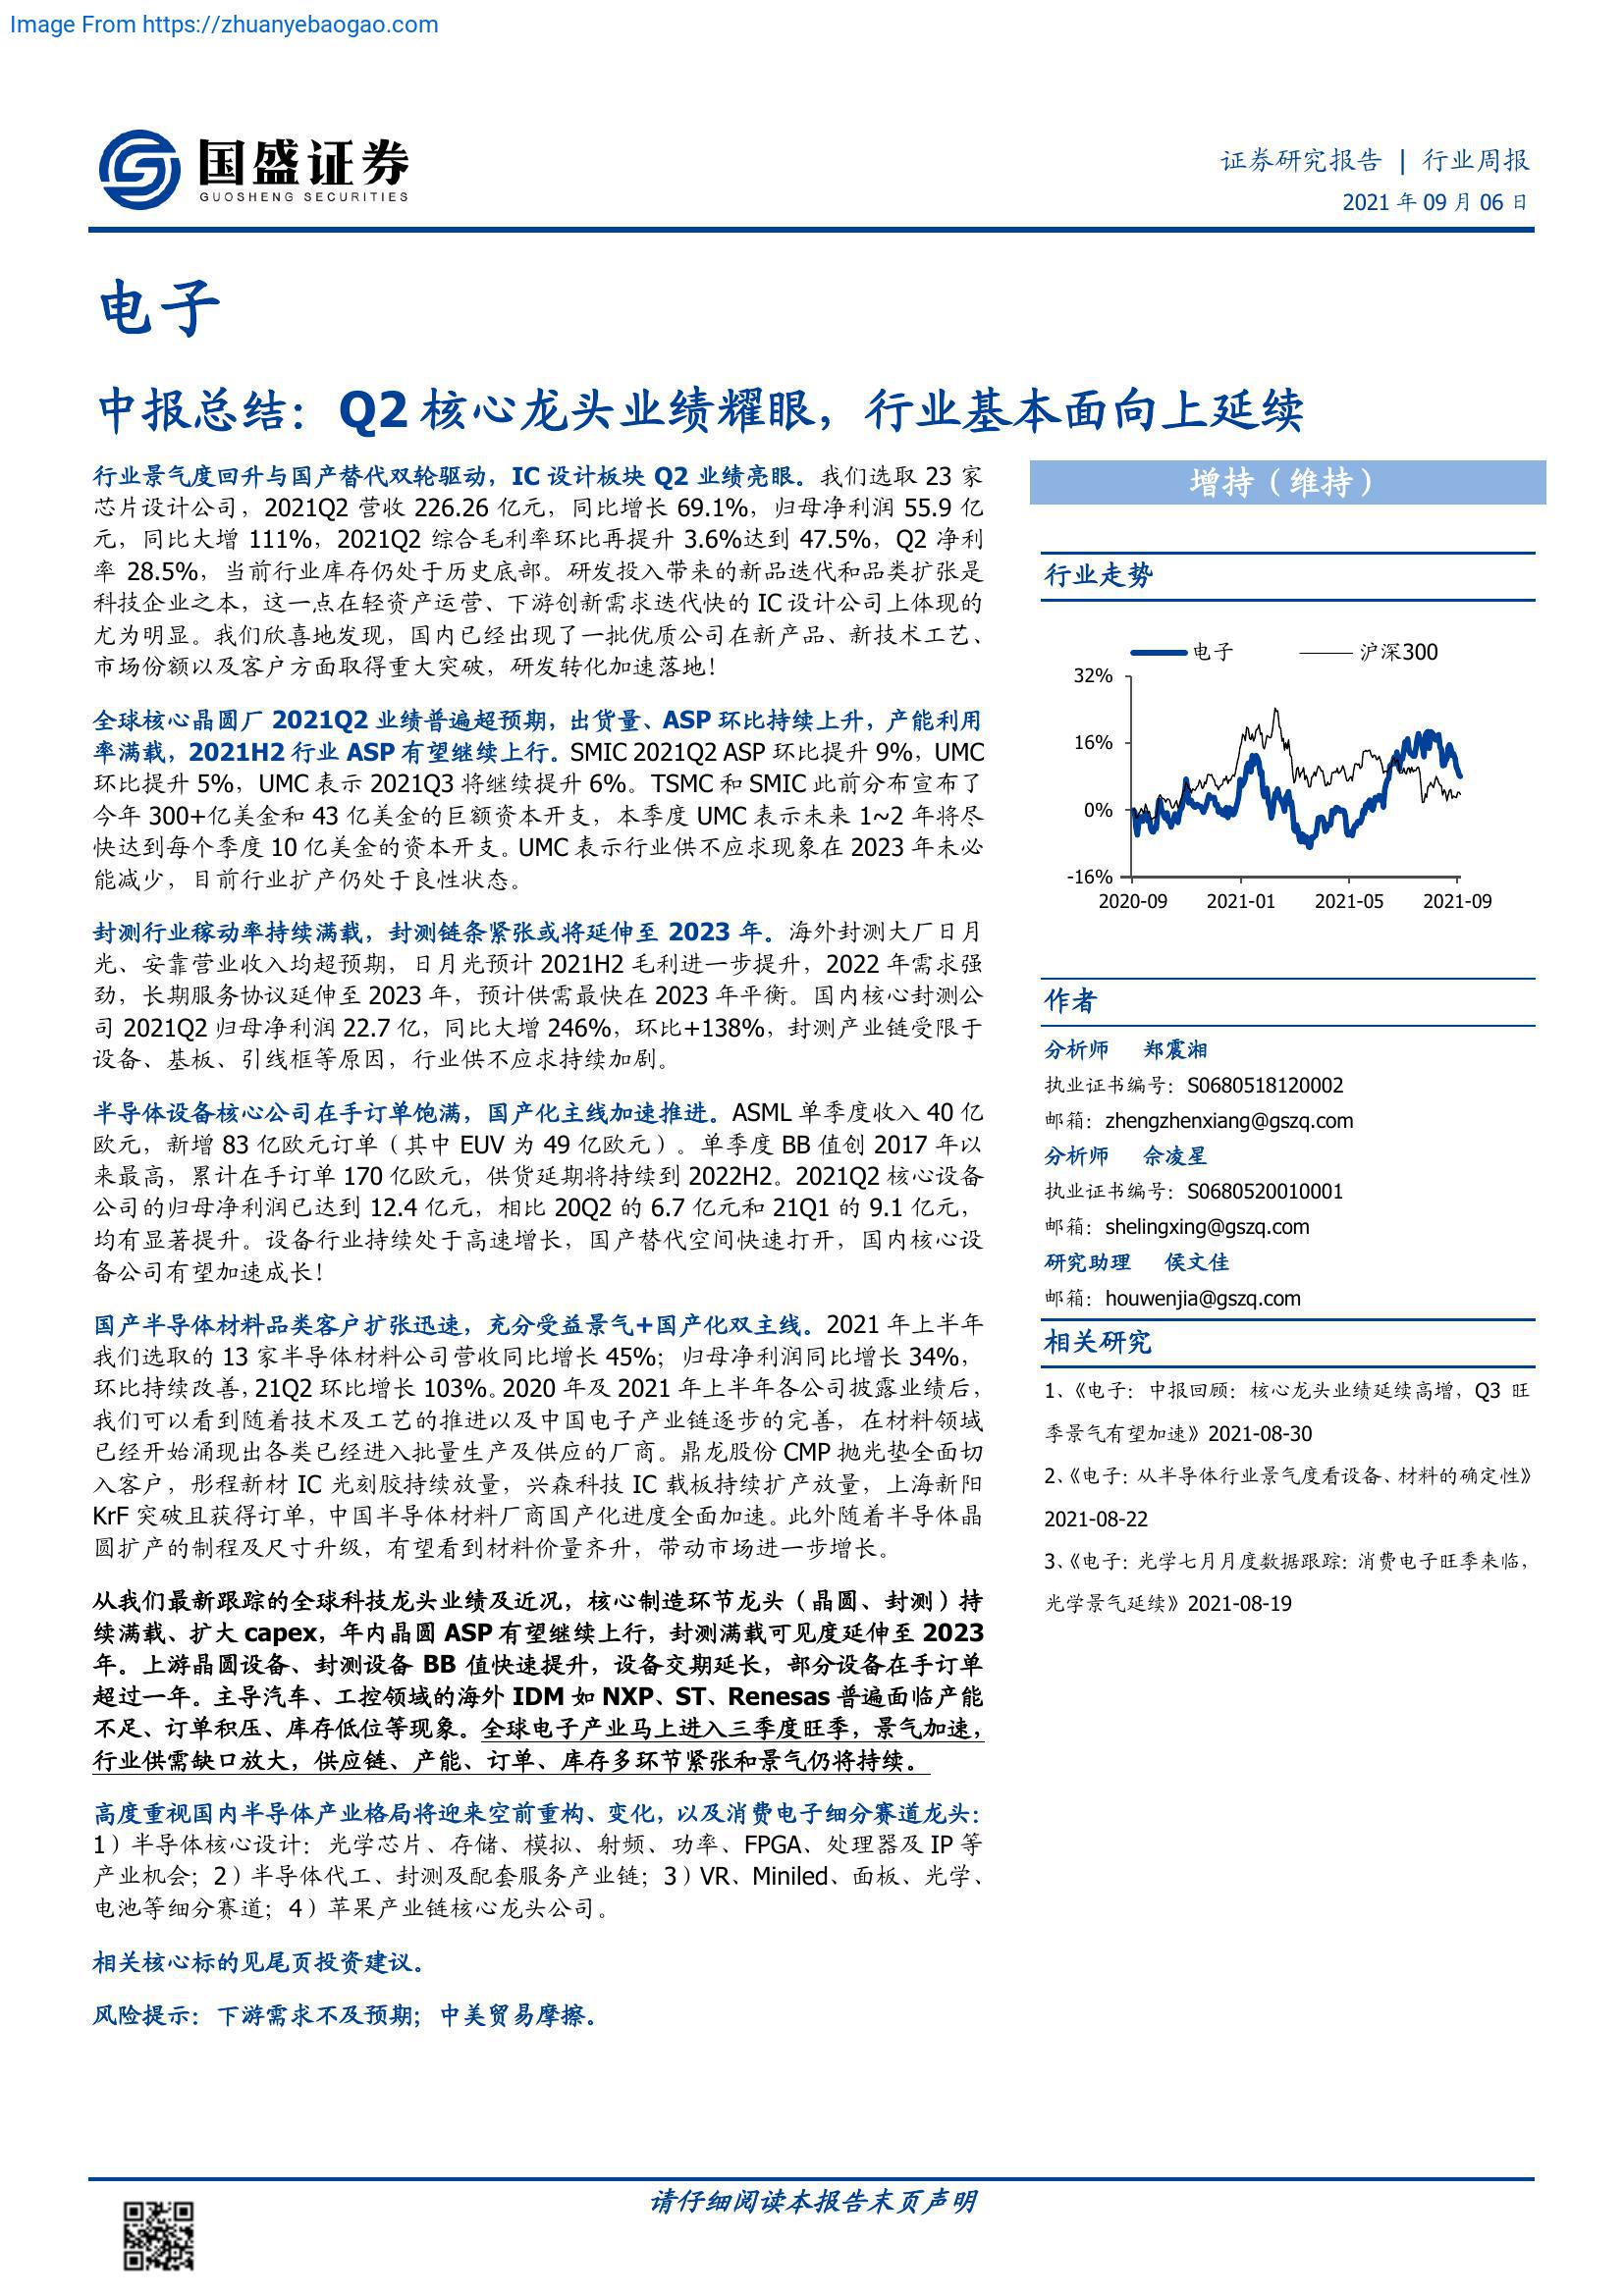 Image From https://zhuanyebaogao.com
国盛证券
GUOSHENG SECURITIES
证券研究报告 | 行业周报
2021 年 09 月 06 日
电子
中报总结：Q2 核心龙头业绩耀眼，行业基本面向上延续
行业景气度回升与国产替代双轮驱动，IC 设计板块 Q2 业绩亮眼。我们选取 23 家
芯片设计公司，2021Q2 营收 226.26 亿元，同比增长 69.1%，归母净利润 55.9 亿
元，同比大增 111%，2021Q2 综合毛利率环比再提升 3.6%达到 47.5%，Q2 净利
率 28.5%，当前行业库存仍处于历史底部。研发投入带来的新品迭代和品类扩张是
科技企业之本，这一点在轻资产运营、下游创新需求迭代快的 IC 设计公司上体现的
尤为明显。我们欣喜地发现，国内已经出现了一批优质公司在新产品、新技术工艺、
市场份额以及客户方面取得重大突破，研发转化加速落地！
全球核心晶圆厂 2021Q2 业绩普遍超预期，出货量、ASP 环比持续上升，产能利用
率满载，2021H2 行业 ASP 有望继续上行。SMIC 2021Q2 ASP 环比提升 9%，UMC
环比提升 5%，UMC 表示 2021Q3 将继续提升 6%。TSMC 和 SMIC 此前分布宣布了
今年 300+亿美金和 43 亿美金的巨额资本开支，本季度 UMC 表示未来 1~2 年将尽
快达到每个季度 10 亿美金的资本开支。UMC 表示行业供不应求现象在 2023 年未必
能减少，目前行业扩产仍处于良性状态。
封测行业稼动率持续满载，封测链条紧张或将延伸至 2023 年。海外封测大厂日月
光、安靠营业收入均超预期，日月光预计 2021H2 毛利进一步提升，2022 年需求强
劲，长期服务协议延伸至 2023 年，预计供需最快在 2023 年平衡。国内核心封测公
司 2021Q2 归母净利润 22.7 亿，同比大增 246%，环比+138%，封测产业链受限于
设备、基板、引线框等原因，行业供不应求持续加剧。
半导体设备核心公司在手订单饱满，国产化主线加速推进。ASML 单季度收入 40 亿
欧元，新增 83 亿欧元订单（其中 EUV 为 49 亿欧元）。单季度 BB 值创 2017 年以
来最高，累计在手订单 170 亿欧元，供货延期将持续到 2022H2。2021Q2 核心设备
公司的归母净利润已达到 12.4 亿元，相比 20Q2 的 6.7 亿元和 21Q1 的 9.1 亿元，
均有显著提升。设备行业持续处于高速增长，国产替代空间快速打开，国内核心设
备公司有望加速成长！
国产半导体材料品类客户扩张迅速，充分受益景气+国产化双主线。2021 年上半年
我们选取的 13 家半导体材料公司营收同比增长 45%；归母净利润同比增长 34%，
环比持续改善，21Q2 环比增长 103%。2020 年及 2021 年上半年各公司披露业绩后，
我们可以看到随着技术及工艺的推进以及中国电子产业链逐步的完善，在材料领域
已经开始涌现出各类已经进入批量生产及供应的厂商。鼎龙股份 CMP 抛光垫全面切
入客户，彤程新材 IC 光刻胶持续放量，兴森科技 IC 载板持续扩产放量，上海新阳
KrF 突破且获得订单，中国半导体材料厂商国产化进度全面加速。此外随着半导体晶
圆扩产的制程及尺寸升级，有望看到材料价量齐升，带动市场进一步增长。
从我们最新跟踪的全球科技龙头业绩及近况，核心制造环节龙头（晶圆、封测）持
续满载、扩大 capex，年内晶圆 ASP 有望继续上行，封测满载可见度延伸至 2023
年。上游晶圆设备、封测设备 BB 值快速提升，设备交期延长，部分设备在手订单
超过一年。主导汽车、工控领域的海外 IDM 如 NXP、ST、Renesas 普遍面临产能
不足、订单积压、库存低位等现象。全球电子产业马上进入三季度旺季，景气加速，
行业供需缺口放大，供应链、产能、订单、库存多环节紧张和景气仍将持续。
高度重视国内半导体产业格局将迎来空前重构、变化，以及消费电子细分赛道龙头：
1）半导体核心设计：光学芯片、存储、模拟、射频、功率、FPGA、处理器及 IP 等
产业机会；2）半导体代工、封测及配套服务产业链；3）VR、Miniled、面板、光学、
电池等细分赛道；4）苹果产业链核心龙头公司。
相关核心标的见尾页投资建议。
风险提示：下游需求不及预期；中美贸易摩擦。
增持（维持）
行业走势
电子 沪深300
32%
16%
0%
-16%
2020-09 2021-01 2021-05 2021-09
作者
分析师 郑震湘
执业证书编号：S0680518120002
邮箱：zhengzhenxiang@gszq.com
分析师 佘凌星
执业证书编号：S0680520010001
邮箱：shelingxing@gszq.com
研究助理 侯文佳
邮箱：houwenjia@gszq.com
相关研究
1、《电子：中报回顾：核心龙头业绩延续高增，Q3 旺
季景气有望加速》2021-08-30
2、《电子：从半导体行业景气度看设备、材料的确定性》
2021-08-22
3、《电子：光学七月月度数据跟踪：消费电子旺季来临，
光学景气延续》2021-08-19
请仔细阅读本报告末页声明